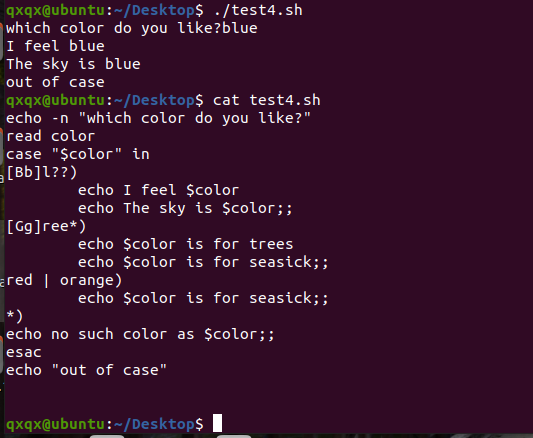 qxqx@ubuntu:~/Desktop$ ./test4.sh
which color do you like?blue
I feel blue
The sky is blue
out of case
qxqx@ubuntu:~/Desktop$ cat test4.sh
echo -n "which color do you like?"
read color
case "$color" in
[Bb]l??)
        echo I feel $color
        echo The sky is $color;;
[Gg]ree*)
        echo $color is for trees
        echo $color is for seasick;;
red | orange)
        echo $color is for seasick;;
*)
echo no such color as $color;;
esac
echo "out of case"
qxqx@ubuntu:~/Desktop$